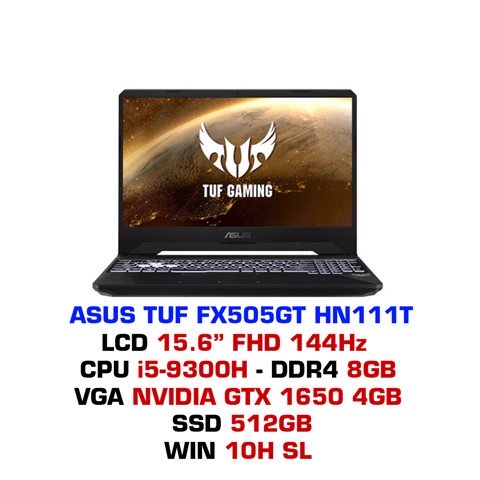 TUF GAMING
ASUS
ASUS TUF FX505GT HN111T
LCD 15.6” FHD 144Hz
CPU i5-9300H - DDR4 8GB
VGA NVIDIA GTX 1650 4GB
SSD 512GB
WIN 10H SL